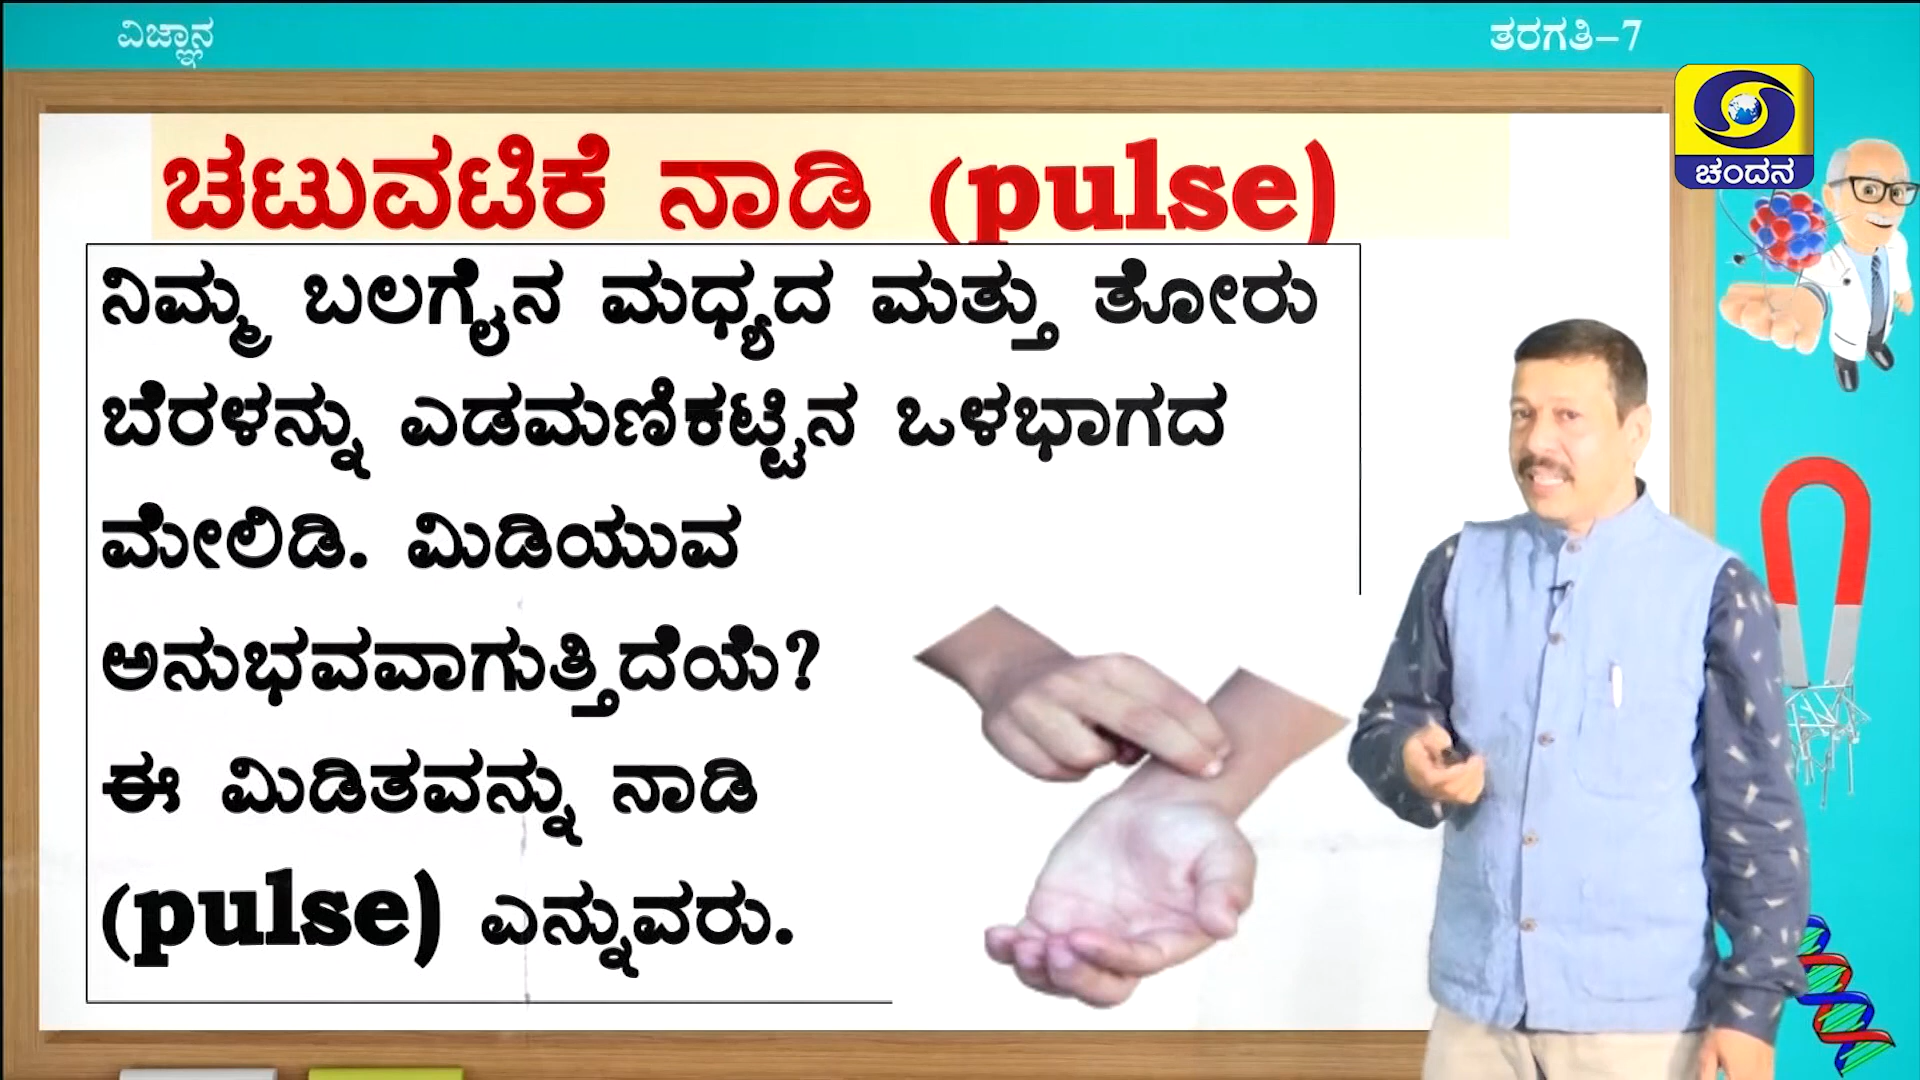 ವಿಜ್ಞಾನ
ತರಗತಿ–7
ಚಂದನ
ಚಟುವಟಿಕೆ ನಾಡಿ (pulse)
ನಿಮ್ಮ ಬಲಗೈನ ಮಧ್ಯದ ಮತ್ತು ತೋರು
ಬೆರಳನ್ನು ಎಡಮಣಿಕಟ್ಟಿನ ಒಳಭಾಗದ
ಮೇಲಿಡಿ. ಮಿಡಿಯುವ
ಅನುಭವವಾಗುತ್ತಿದೆಯೆ?
ಈ ಮಿಡಿತವನ್ನು ನಾಡಿ
(pulse) ಎನ್ನುವರು.